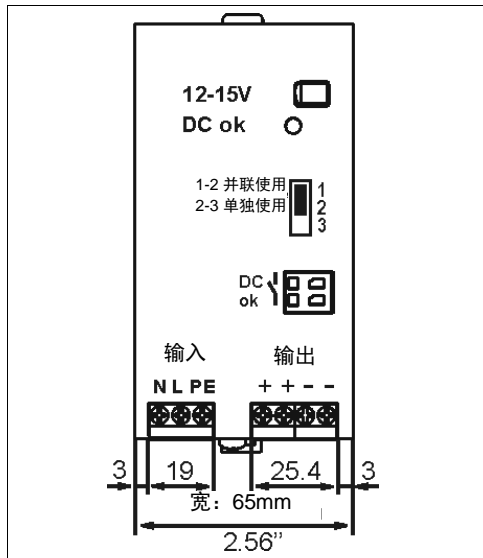 12-15V
DC ok
1-2 并联使用
2-3 单独使用
1
2
3
DC
ok
输入 输出
N L PE + + - -
3 19 25.4 3
宽：65mm
2.56”